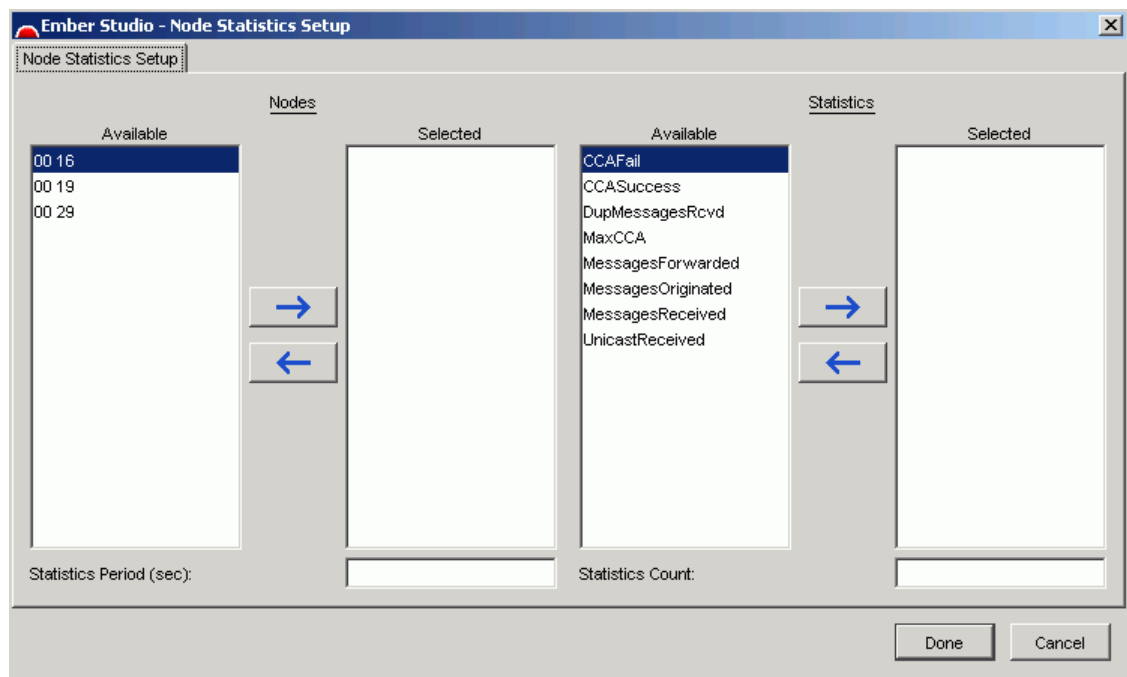 Ember Studio - Node Statistics Setup
Node Statistics Setup
Nodes
Statistics
Available
Selected
Available
Selected
00 16
00 19
00 29
CCAFail
CCASuccess
DupMessagesRcvd
MaxCCA
MessagesForwarded
MessagesOriginated
MessagesReceived
UnicastReceived
Statistics Period (sec):
Statistics Count:
Done
Cancel